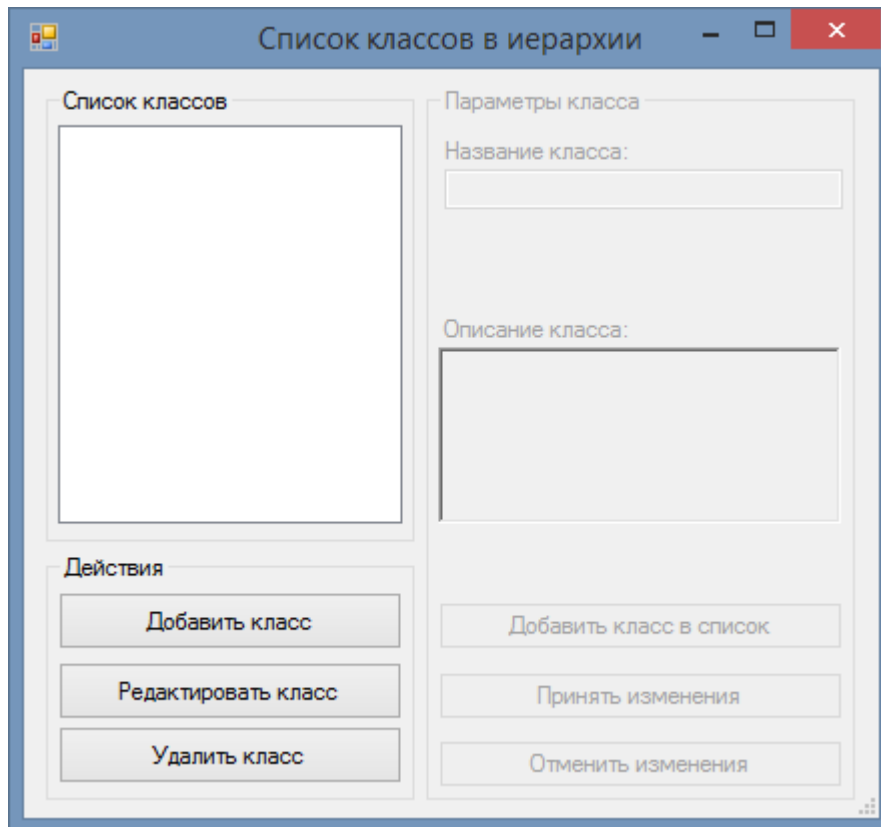 Список классов в иерархии
Список классов
Действия
Добавить класс
Редактировать класс
Удалить класс
Параметры класса
Название класса:
Описание класса:
Добавить класс в список
Принять изменения
Отменить изменения